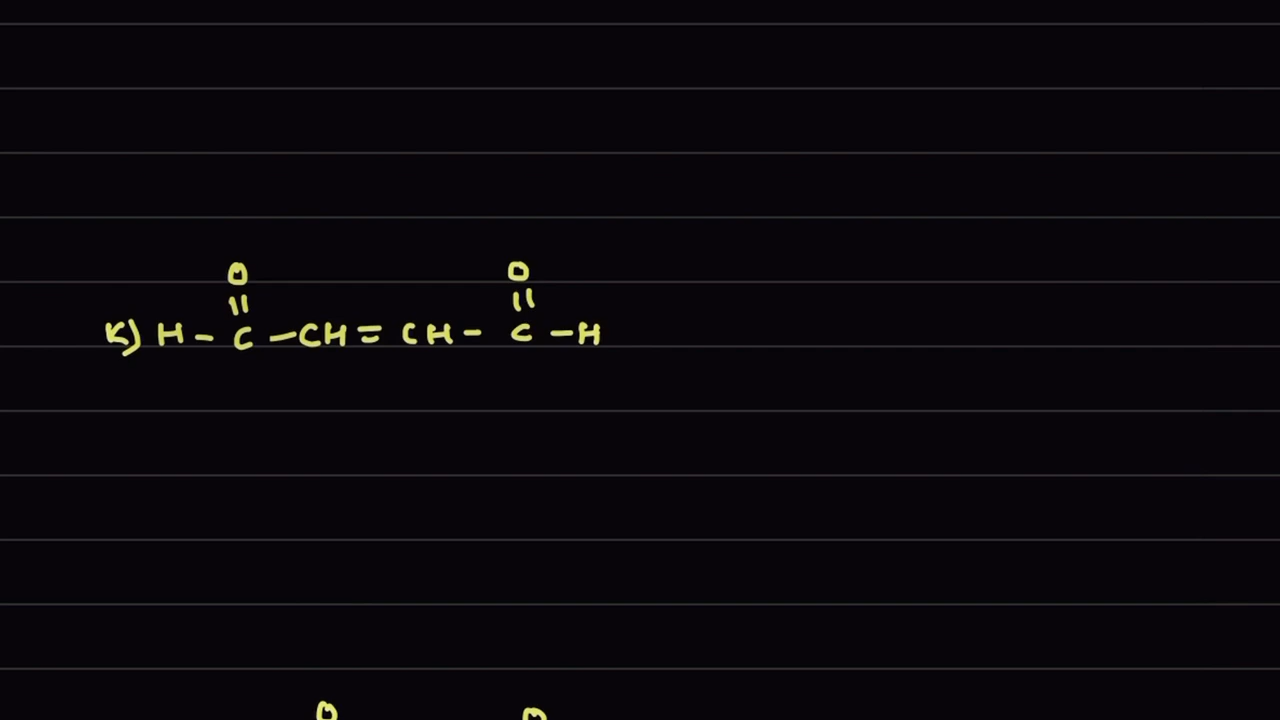 O O
|| ||
K) H - C - CH = CH - C - H
O O